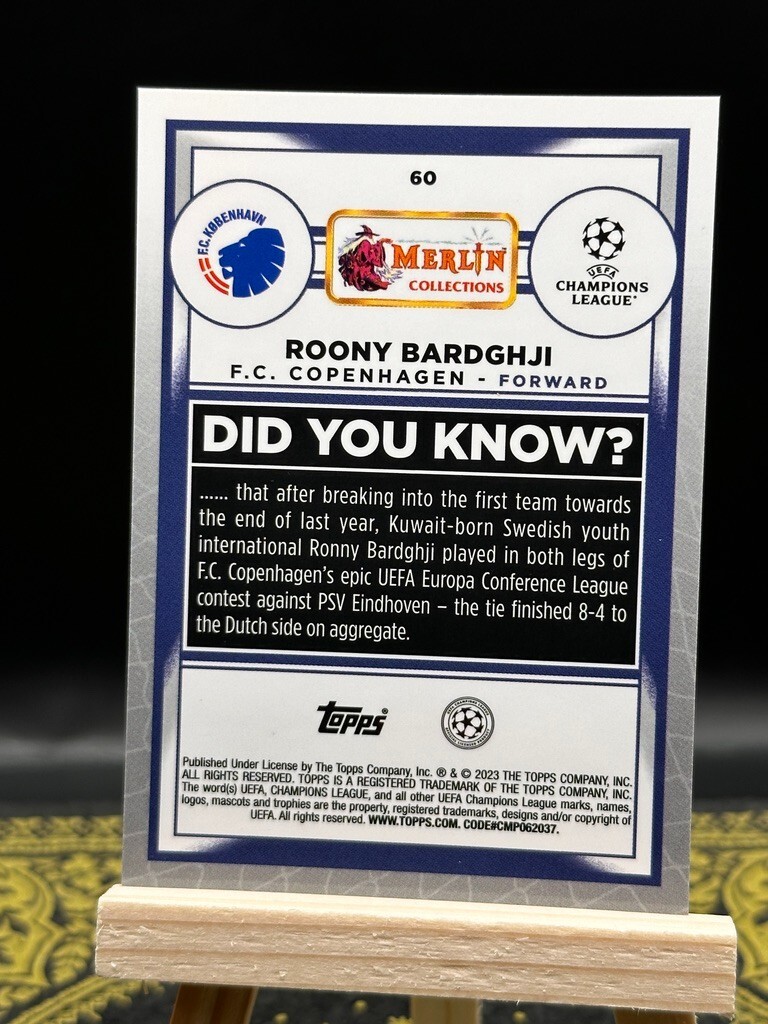 60
F.C. KØBENHAVN
MERLIN
COLLECTIONS
UEFA
CHAMPIONS
LEAGUE®
ROONY BARDGHJI
F.C. COPENHAGEN - FORWARD
DID YOU KNOW?
...... that after breaking into the first team towards
the end of last year, Kuwait-born Swedish youth
international Ronny Bardghji played in both legs of
F.C. Copenhagen's epic UEFA Europa Conference League
contest against PSV Eindhoven – the tie finished 8-4 to
the Dutch side on aggregate.
Topps®
Published Under License by The Topps Company, Inc. ® & © 2023 THE TOPPS COMPANY, INC.
ALL RIGHTS RESERVED. TOPPS IS A REGISTERED TRADEMARK OF THE TOPPS COMPANY, INC.
The word(s) UEFA, CHAMPIONS LEAGUE, and all other UEFA Champions League marks, names,
logos, mascots and trophies are the property, registered trademarks, designs and/or copyright of
UEFA. All rights reserved. WWW.TOPPS.COM. CODE#CMP062037.